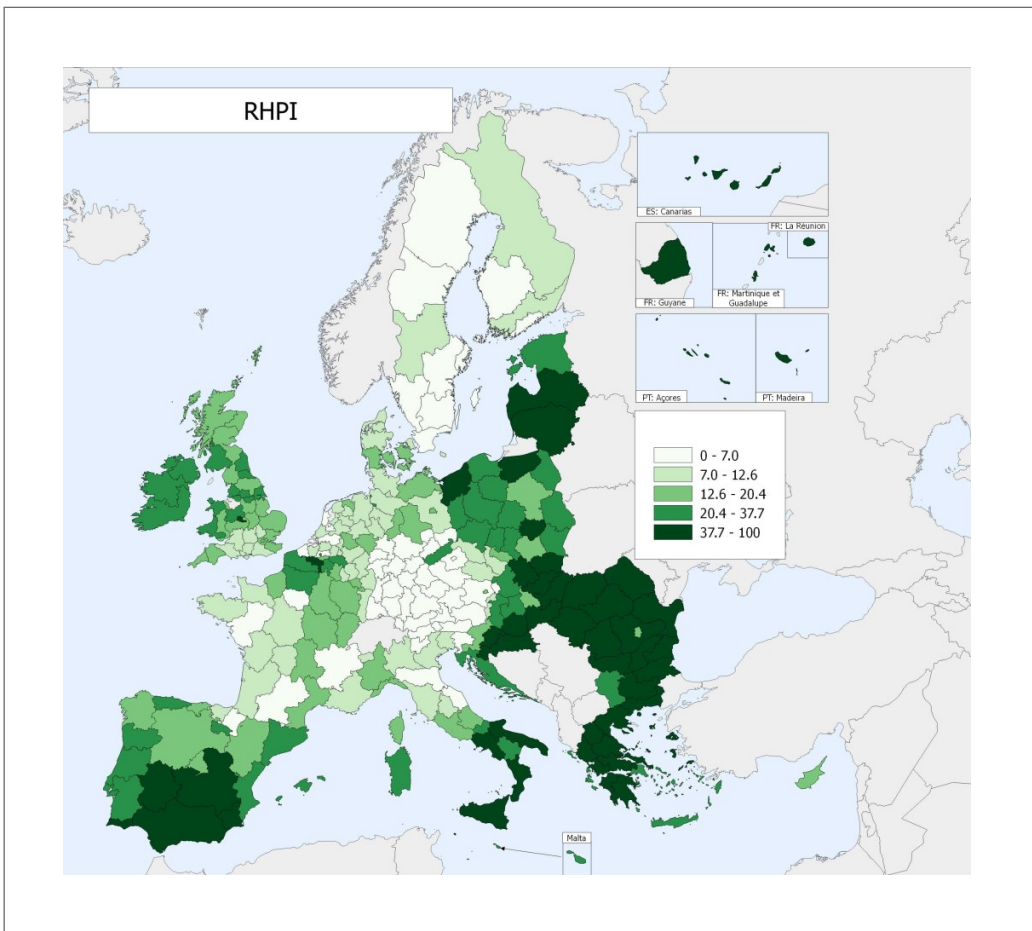 RHPI
ES: Canarias
FR: La Réunion
FR: Guyane
FR: Martinique et
Guadalupe
PT: Açores
PT: Madeira
0 - 7.0
7.0 - 12.6
12.6 - 20.4
20.4 - 37.7
37.7 - 100
Malta